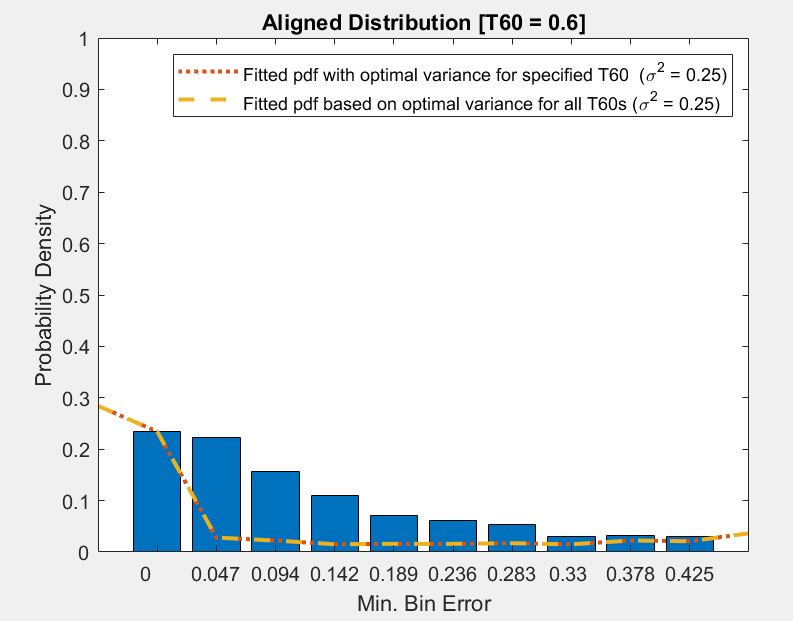 Aligned Distribution [T60 = 0.6]
Fitted pdf with optimal variance for specified T60 (σ² = 0.25)
Fitted pdf based on optimal variance for all T60s (σ² = 0.25)
Probability Density
1
0.9
0.8
0.7
0.6
0.5
0.4
0.3
0.2
0.1
0
0 0.047 0.094 0.142 0.189 0.236 0.283 0.33 0.378 0.425
Min. Bin Error